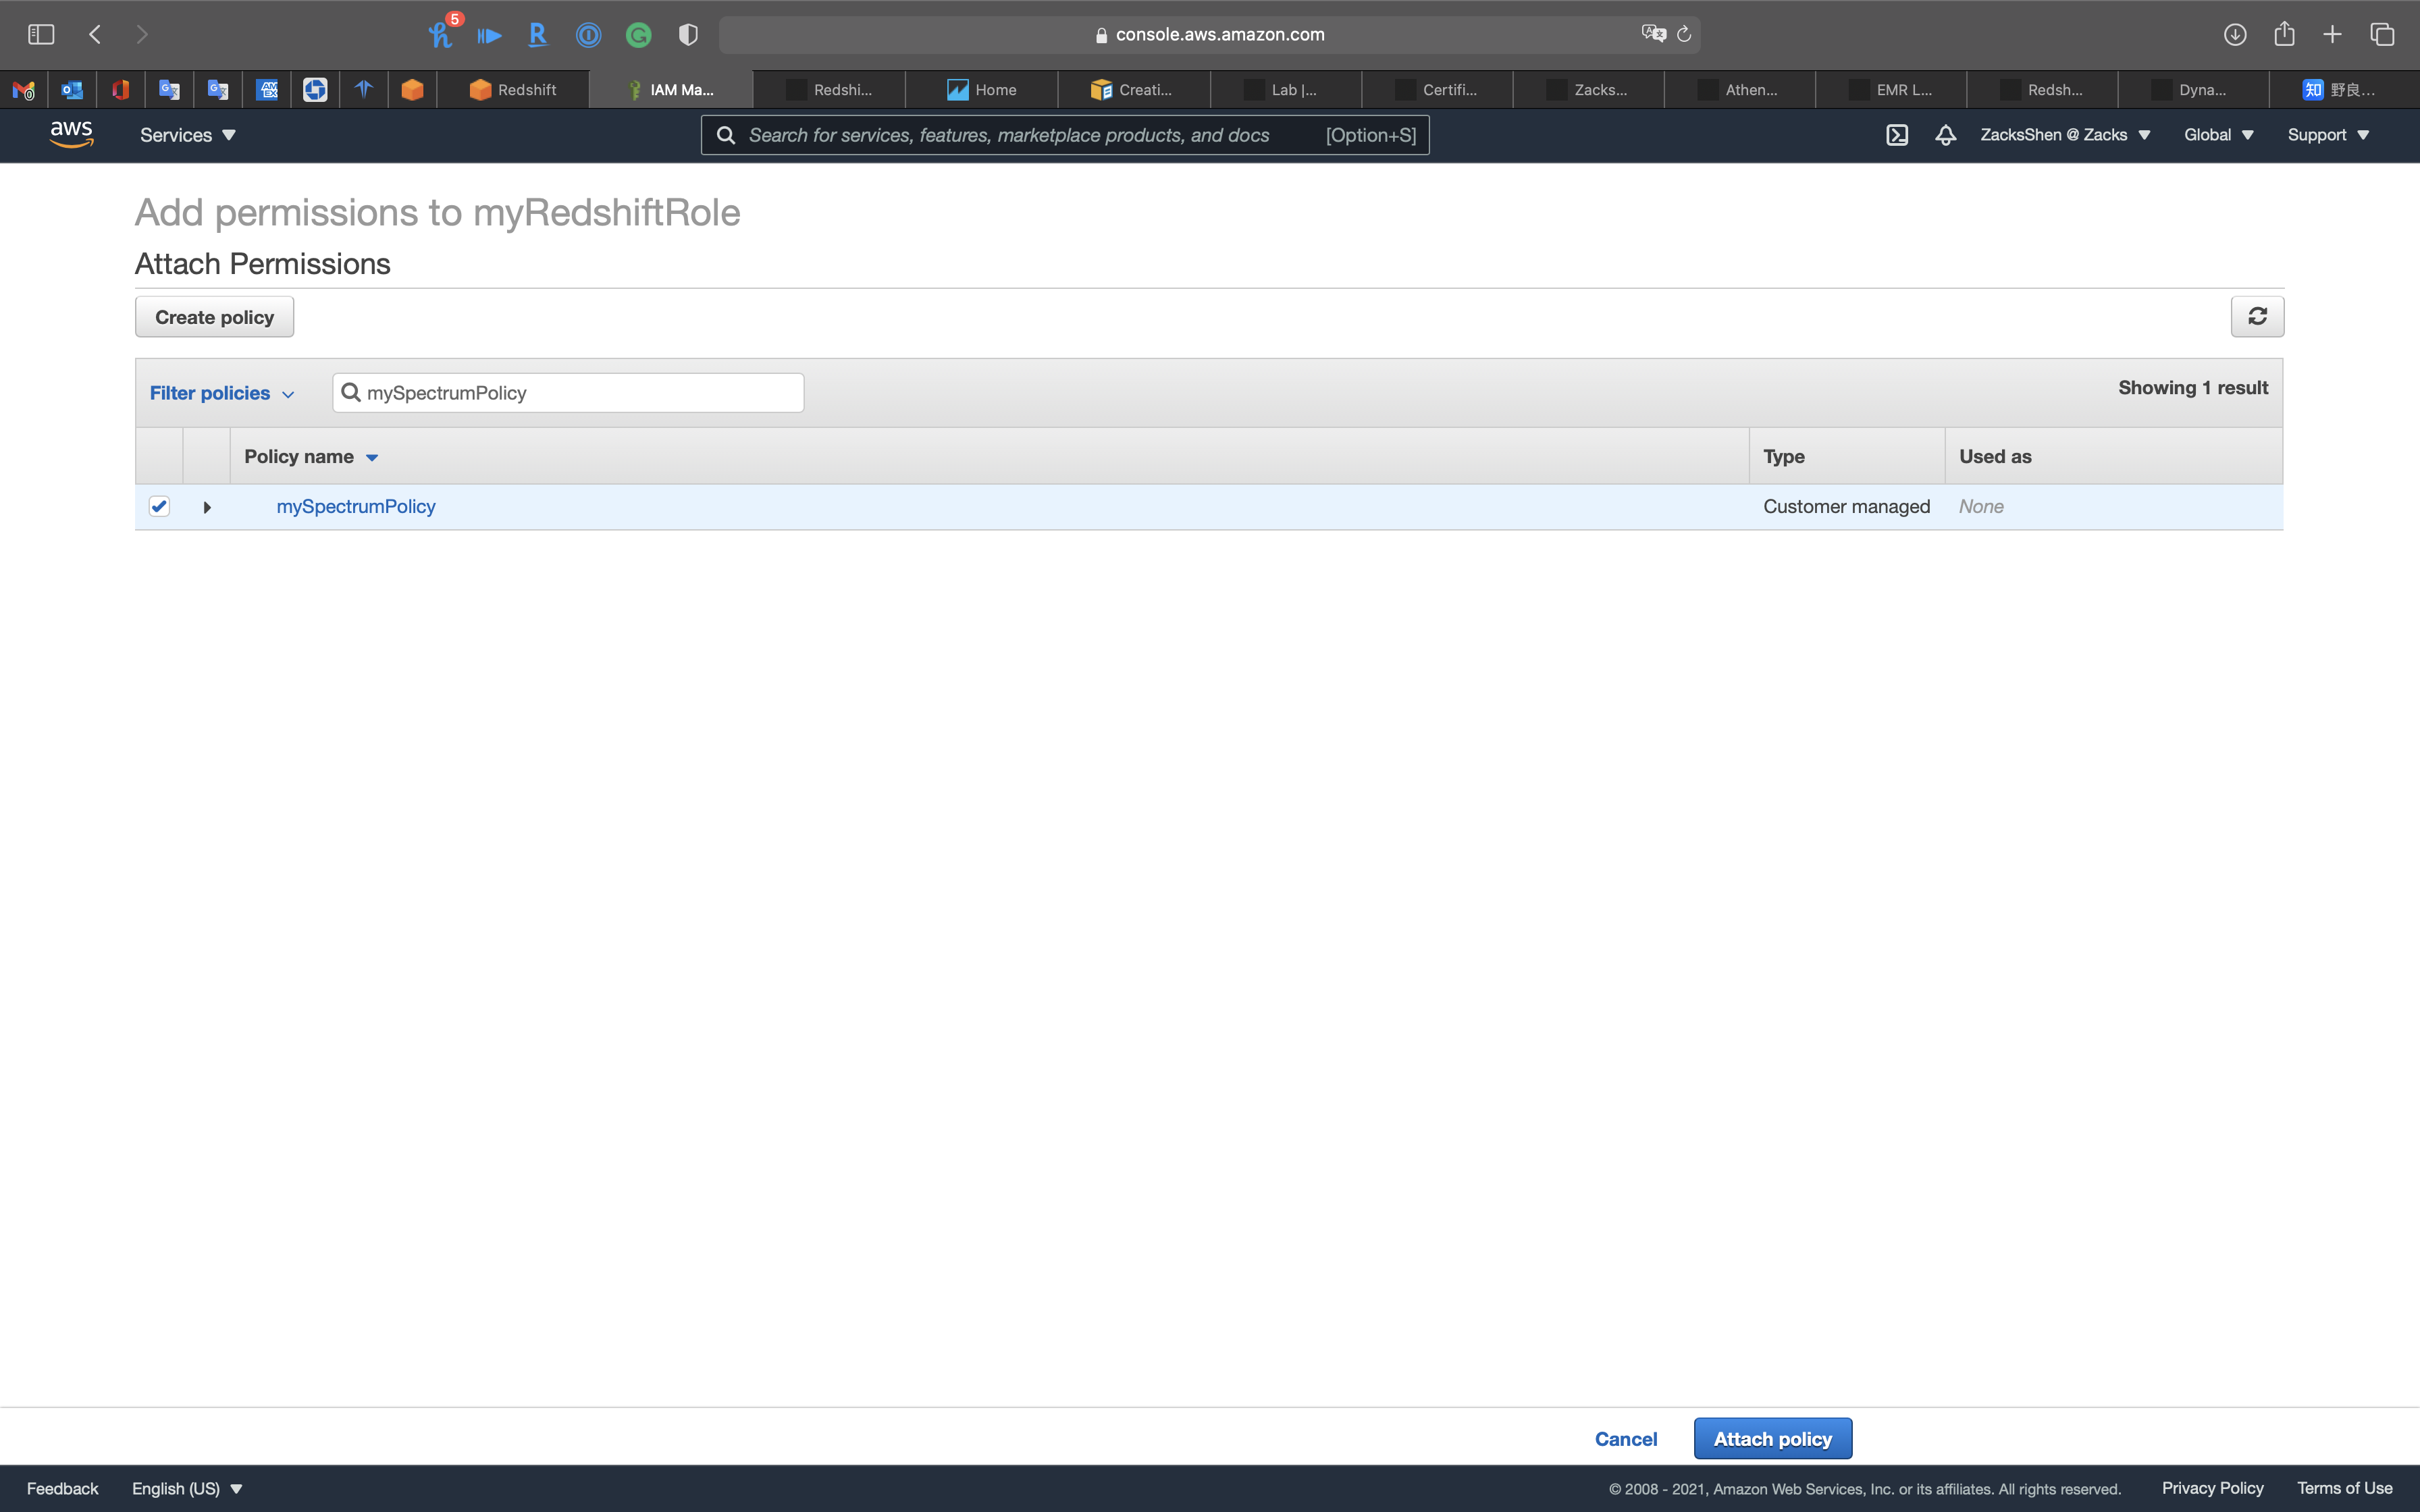 5
console.aws.amazon.com
Redshift
IAM Ma...
Redshi...
Home
Creati...
Lab |...
Certifi...
Zacks...
Athen...
EMR L...
Redsh...
Dyna...
知 野良...
aws
Services
Search for services, features, marketplace products, and docs
[Option+S]
ZacksShen @ Zacks
Global
Support
Add permissions to myRedshiftRole
Attach Permissions
Create policy
Filter policies
mySpectrumPolicy
Showing 1 result
Policy name
Type
Used as
mySpectrumPolicy
Customer managed
None
Cancel
Attach policy
Feedback
English (US)
© 2008 - 2021, Amazon Web Services, Inc. or its affiliates. All rights reserved.
Privacy Policy
Terms of Use